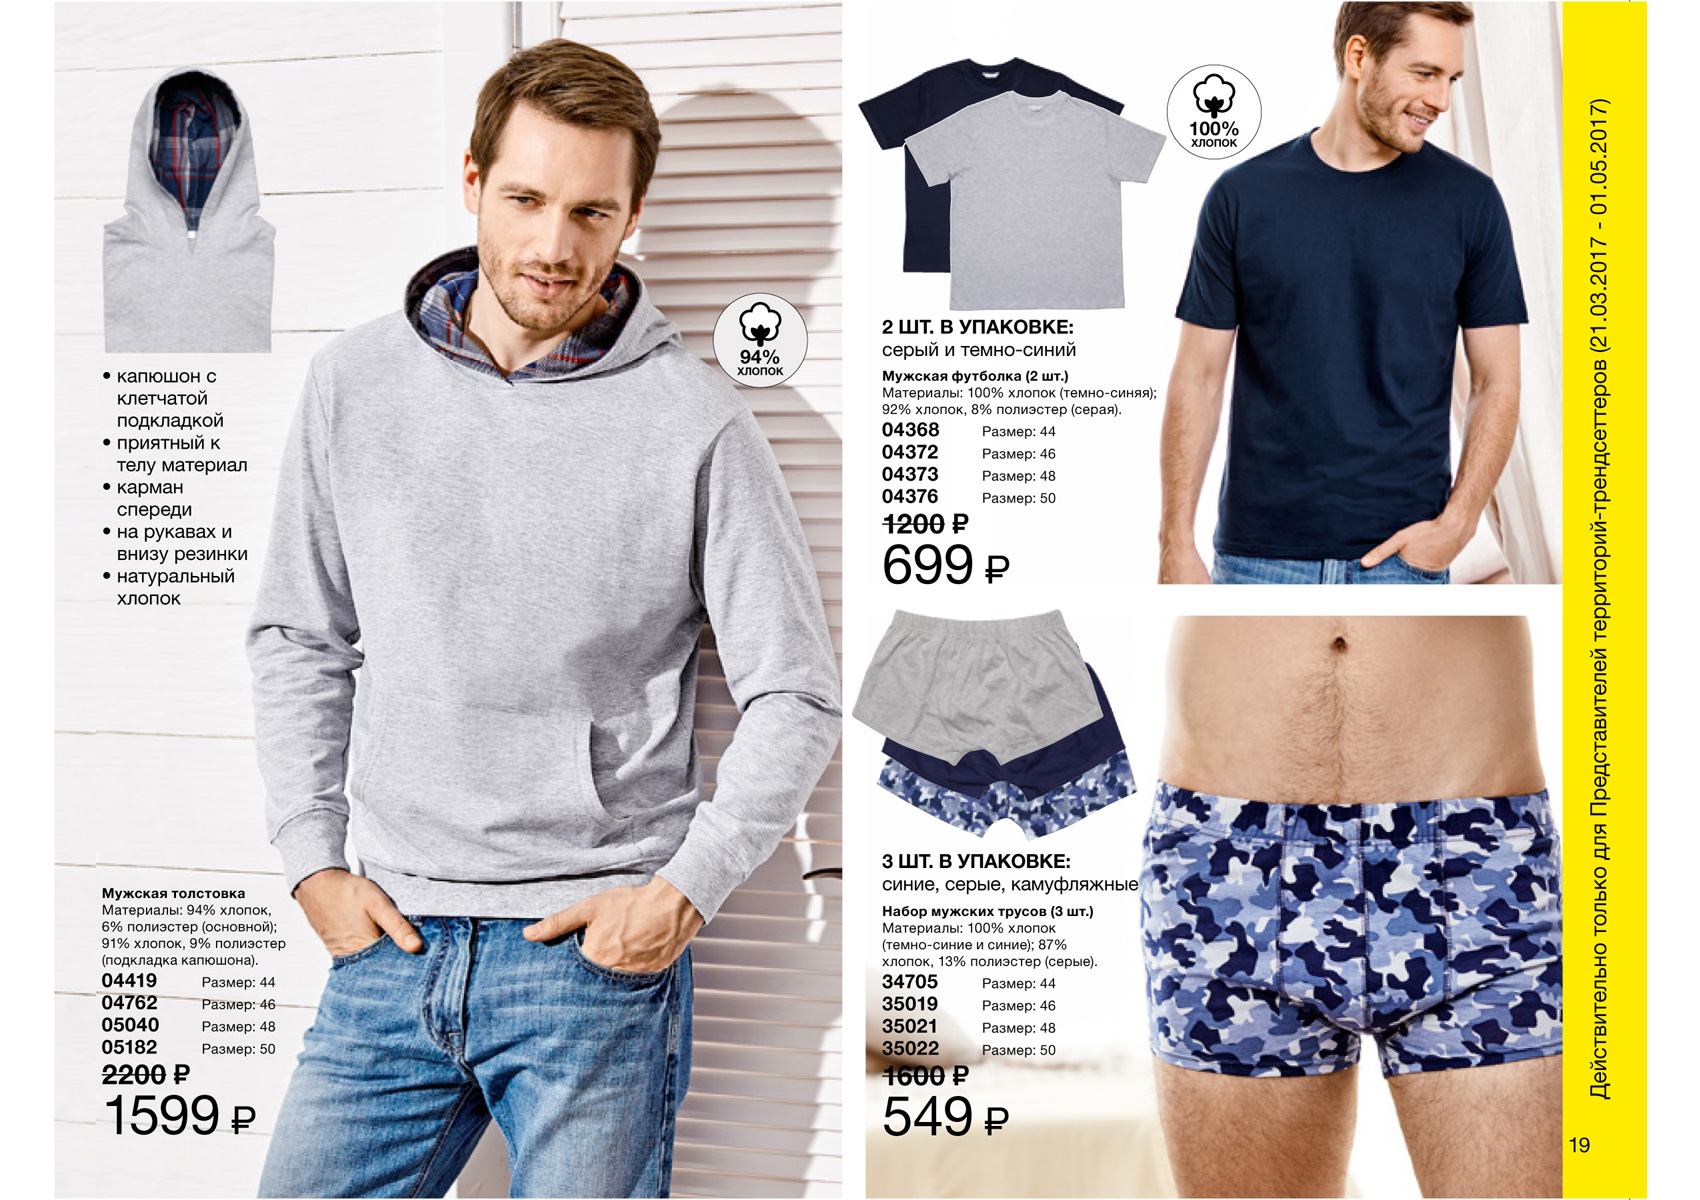 94%
ХЛОПОК
• капюшон с
клетчатой
подкладкой
• приятный к
телу материал
• карман
спереди
• на рукавах и
внизу резинки
• натуральный
хлопок
Мужская толстовка
Материалы: 94% хлопок,
6% полиэстер (основной);
91% хлопок, 9% полиэстер
(подкладка капюшона).
04419 Размер: 44
04762 Размер: 46
05040 Размер: 48
05182 Размер: 50
2200 ₽
1599 ₽
100%
ХЛОПОК
2 ШТ. В УПАКОВКЕ:
серый и темно-синий
Мужская футболка (2 шт.)
Материалы: 100% хлопок (темно-синяя);
92% хлопок, 8% полиэстер (серая).
04368 Размер: 44
04372 Размер: 46
04373 Размер: 48
04376 Размер: 50
1200 ₽
699 ₽
3 ШТ. В УПАКОВКЕ:
синие, серые, камуфляжные
Набор мужских трусов (3 шт.)
Материалы: 100% хлопок
(темно-синие и синие); 87%
хлопок, 13% полиэстер (серые).
34705 Размер: 44
35019 Размер: 46
35021 Размер: 48
35022 Размер: 50
1600 ₽
549 ₽
Действительно только для Представителей территорий-трендсеттеров (21.03.2017 - 01.05.2017)
19